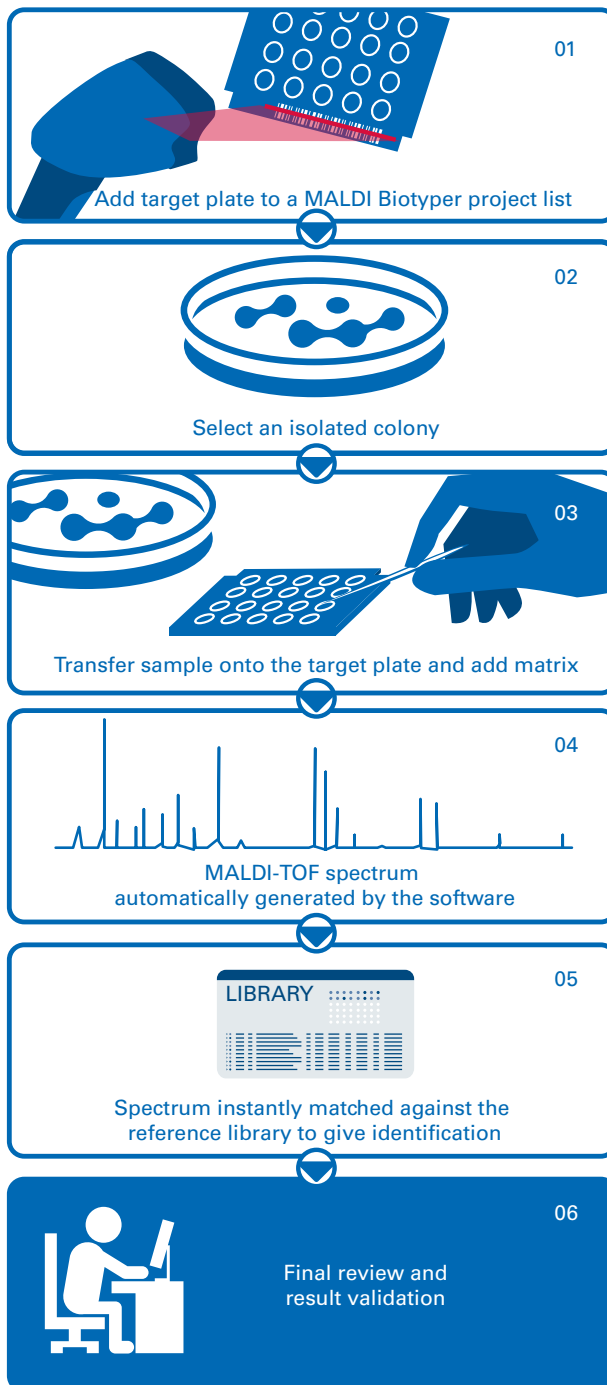 01
Add target plate to a MALDI Biotyper project list
02
Select an isolated colony
03
Transfer sample onto the target plate and add matrix
04
MALDI-TOF spectrum
automatically generated by the software
05
LIBRARY
Spectrum instantly matched against the
reference library to give identification
06
Final review and
result validation